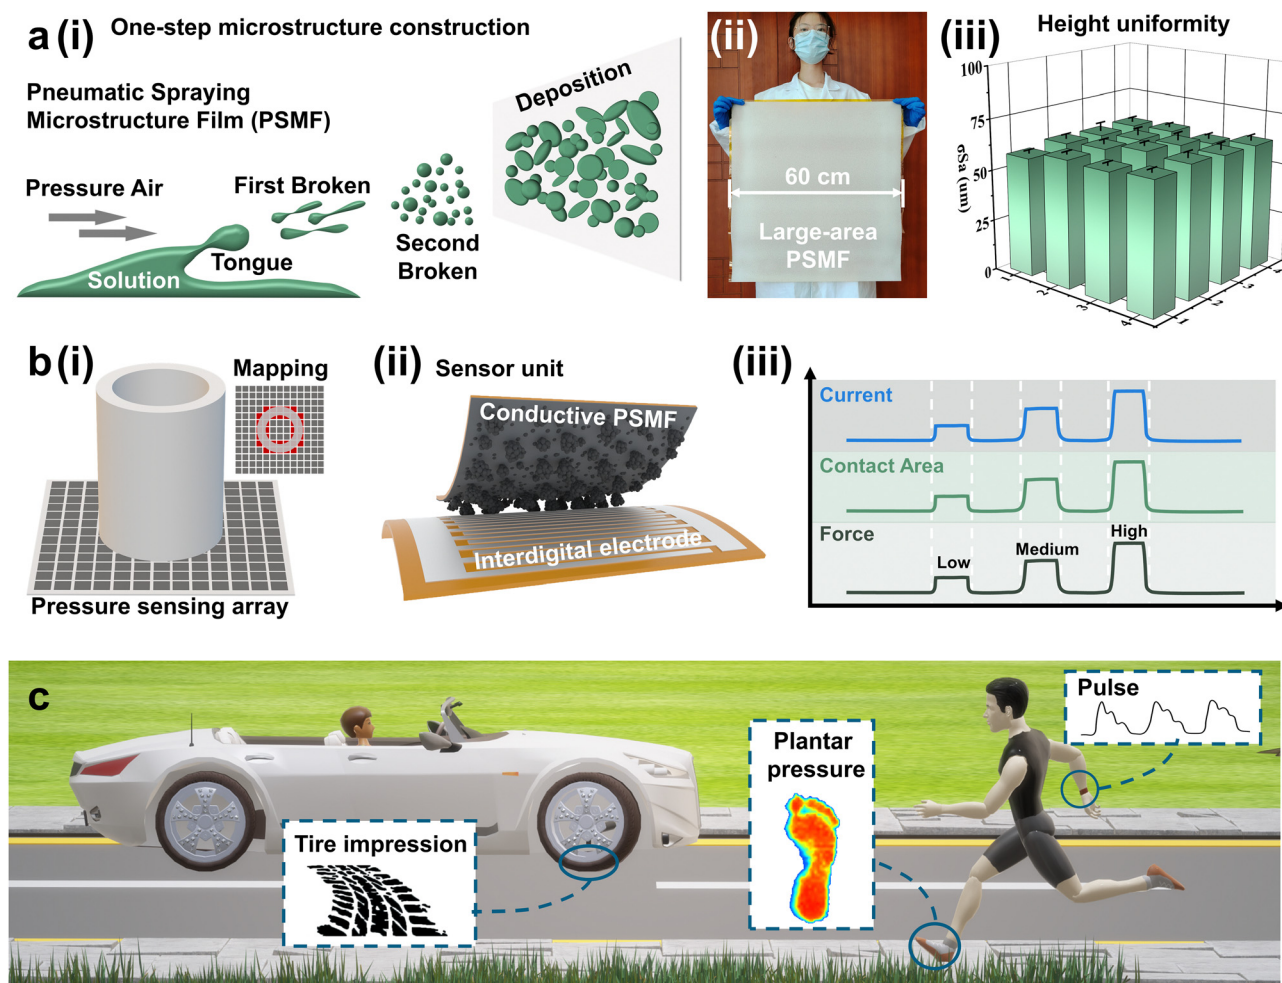 a (i) One-step microstructure construction
Pneumatic Spraying
Microstructure Film (PSMF)
Pressure Air
First Broken
Solution
Tongue
Second
Broken
Deposition
(ii)
60 cm
Large-area
PSMF
(iii) Height uniformity
σSa (um)
100
75
50
25
0
1
2
3
4
1
2
3
4
b (i)
Mapping
Pressure sensing array
(ii) Sensor unit
Conductive PSMF
Interdigital electrode
(iii)
Current
Contact Area
Force
Low
Medium
High
c
Tire impression
Plantar
pressure
Pulse